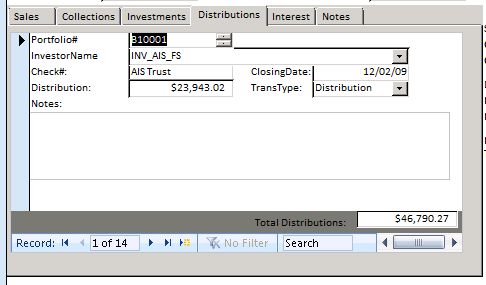 Sales Collections Investments Distributions Interest Notes
Portfolio# B10001
InvestorName INV_AIS_FS
Check#: AIS Trust ClosingDate: 12/02/09
Distribution: $23,943.02 TransType: Distribution
Notes:
Total Distributions: $46,790.27
Record: 1 of 14 No Filter Search